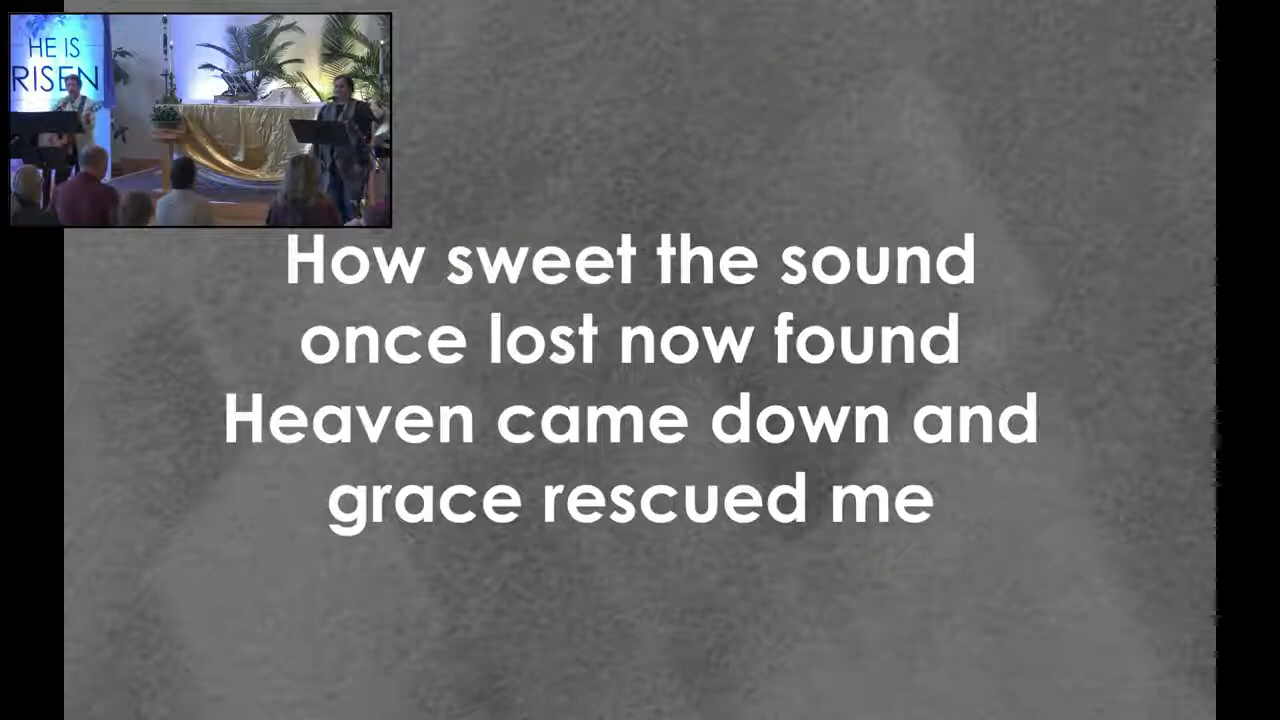 HE IS
RISEN
How sweet the sound
once lost now found
Heaven came down and
grace rescued me